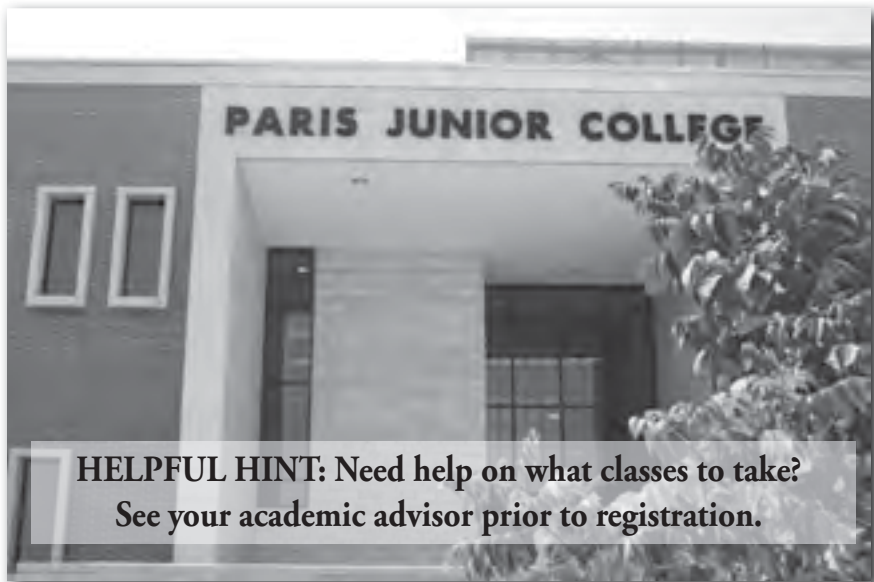 PARIS JUNIOR COLLEGE
HELPFUL HINT: Need help on what classes to take?
See your academic advisor prior to registration.